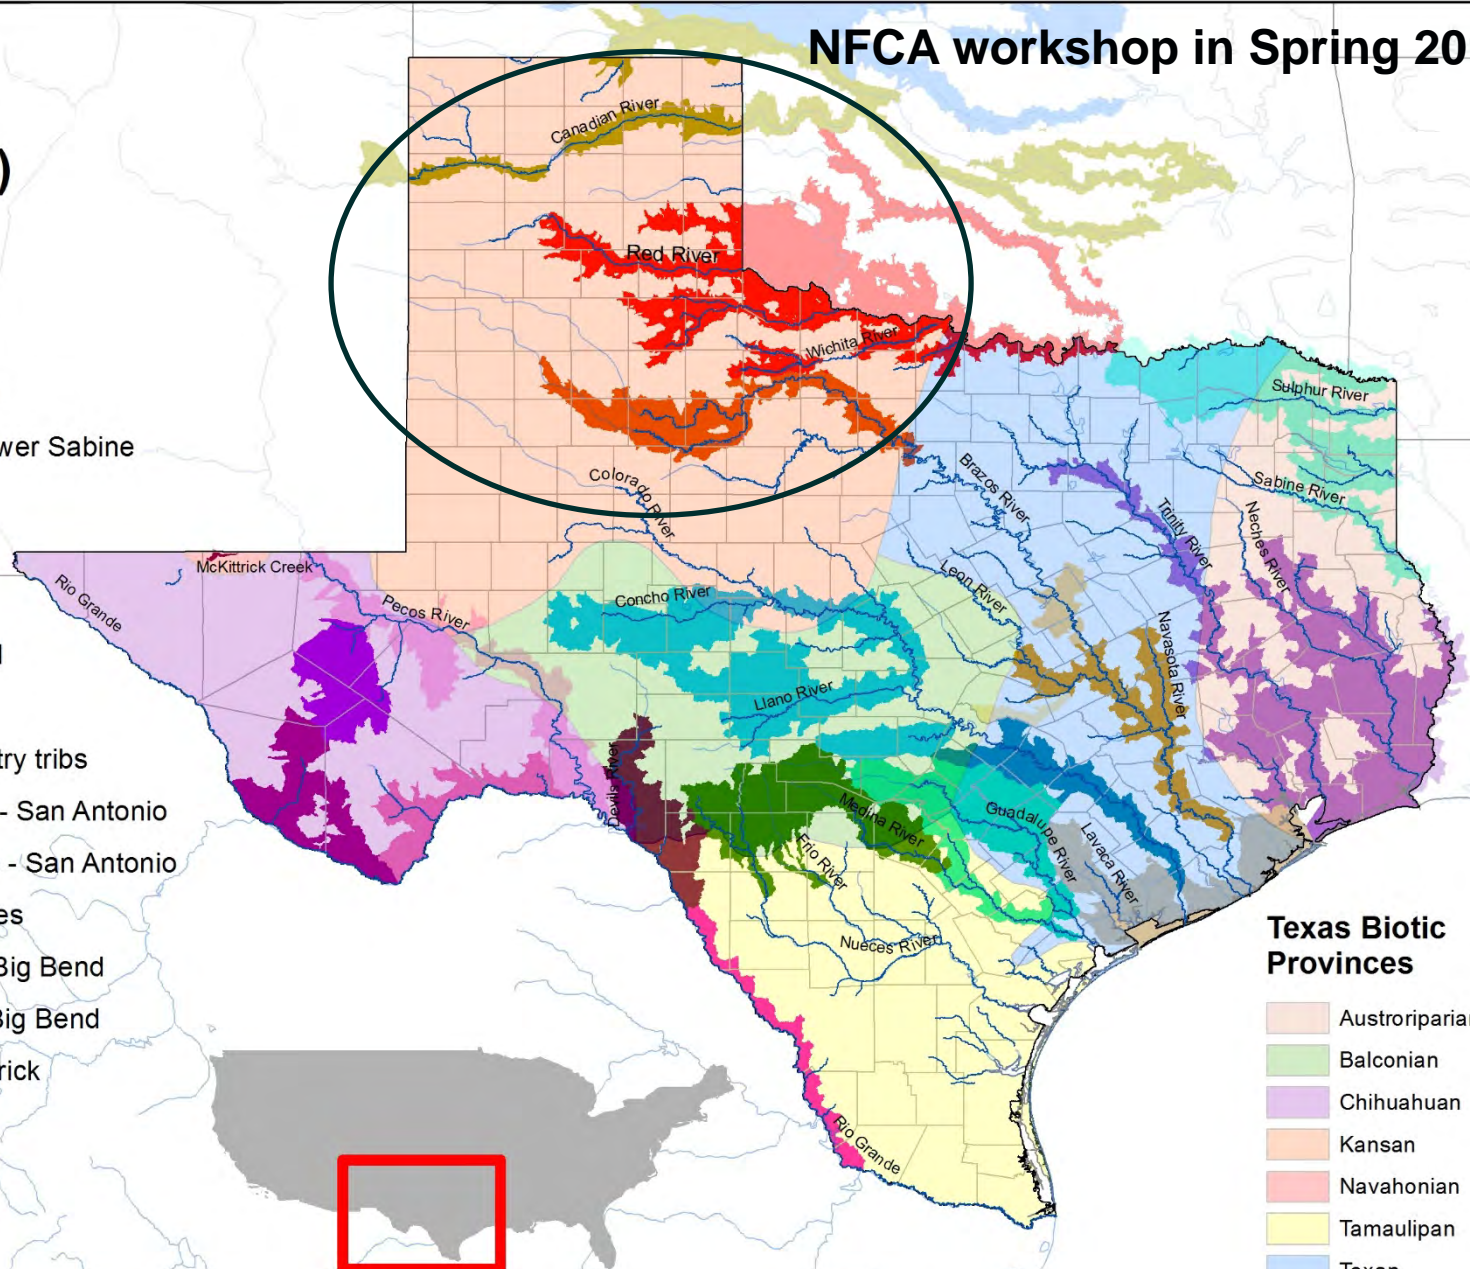 NFCA workshop in Spring 20
)
wer Sabine
try tribs
- San Antonio
- San Antonio
es
Big Bend
Big Bend
rick
Canadian River
Red River
Wichita River
Sulphur River
Colorado River
Brazos River
Sabine River
Trinity River
Neches River
McKittrick Creek
Rio Grande
Pecos River
Concho River
Leon River
Navasota River
Llano River
Devils River
Medina River
Guadalupe River
Frio River
Lavaca River
Nueces River
Rio Grande
Texas Biotic
Provinces
Austroriparian
Balconian
Chihuahuan
Kansan
Navahonian
Tamaulipan
Texan